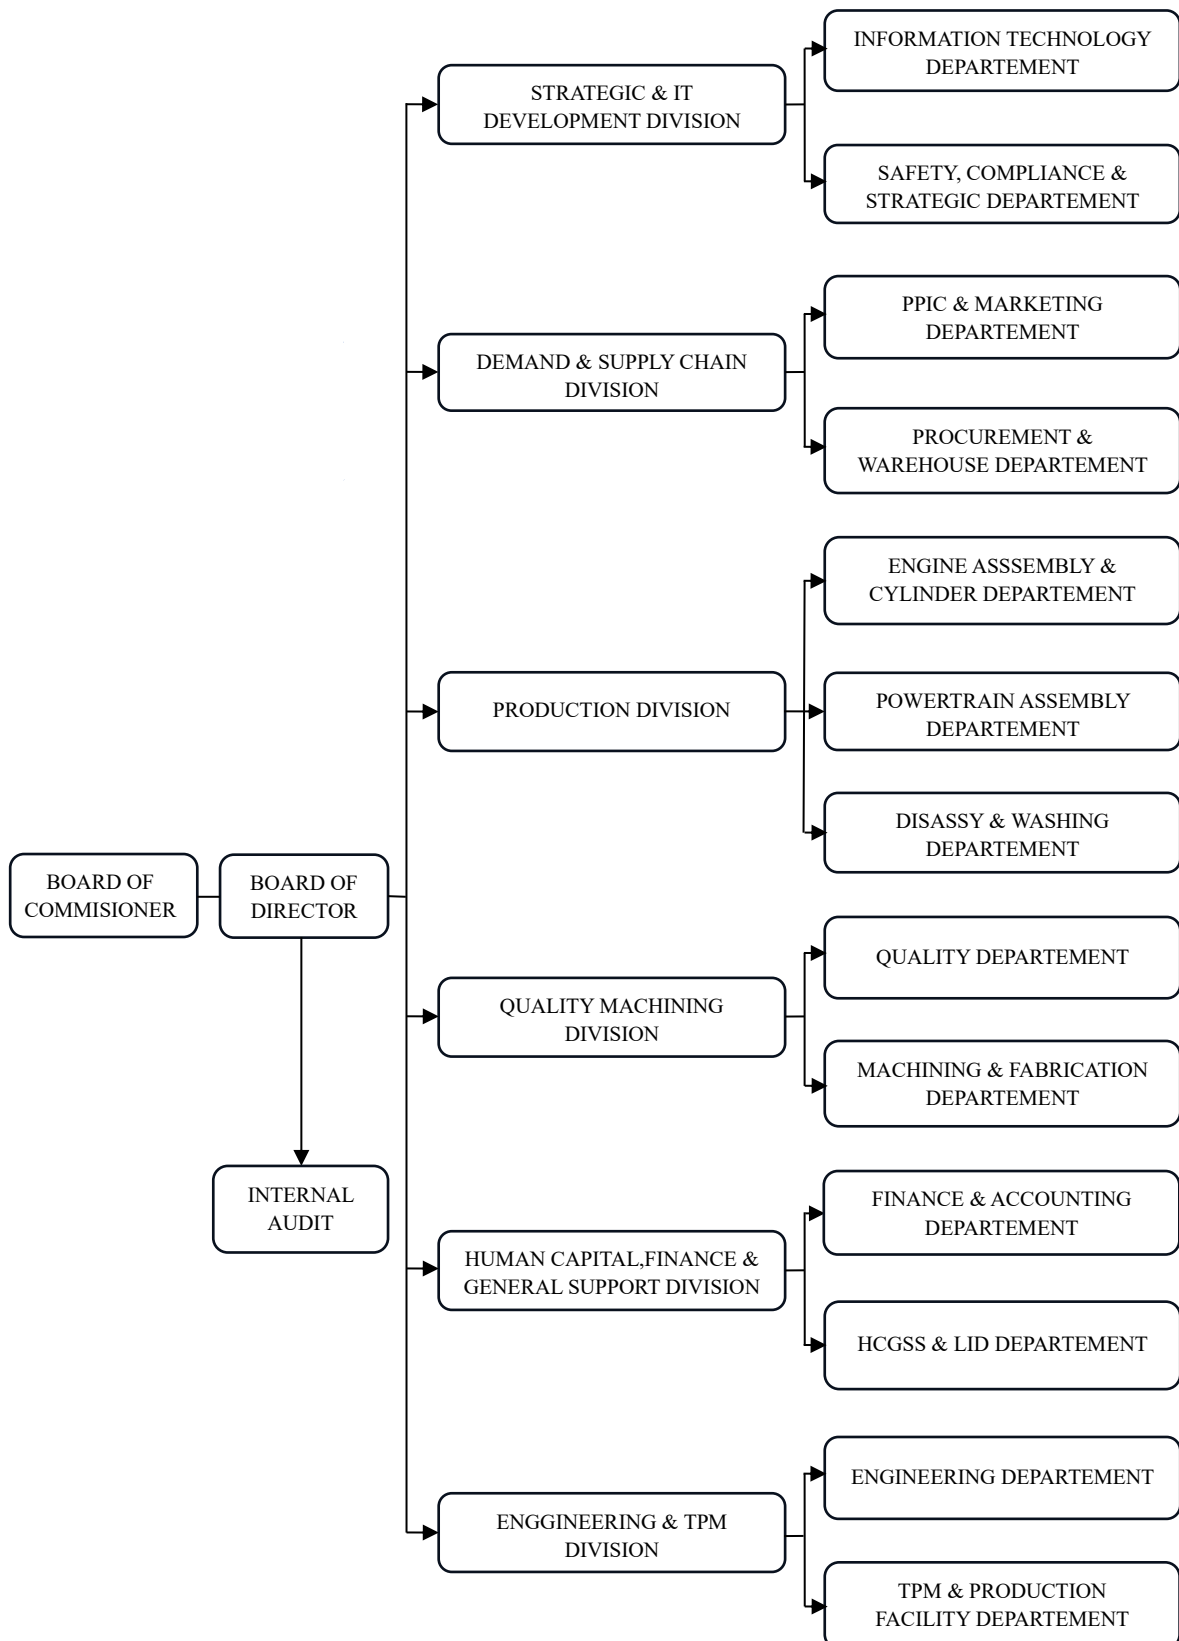 INFORMATION TECHNOLOGY
DEPARTEMENT
STRATEGIC & IT
DEVELOPMENT DIVISION
SAFETY, COMPLIANCE &
STRATEGIC DEPARTEMENT
PPIC & MARKETING
DEPARTEMENT
DEMAND & SUPPLY CHAIN
DIVISION
PROCUREMENT &
WAREHOUSE DEPARTEMENT
ENGINE ASSSEMBLY &
CYLINDER DEPARTEMENT
PRODUCTION DIVISION
POWERTRAIN ASSEMBLY
DEPARTEMENT
DISASSY & WASHING
DEPARTEMENT
BOARD OF
COMMISIONER
BOARD OF
DIRECTOR
QUALITY DEPARTEMENT
QUALITY MACHINING
DIVISION
MACHINING & FABRICATION
DEPARTEMENT
INTERNAL
AUDIT
FINANCE & ACCOUNTING
DEPARTEMENT
HUMAN CAPITAL,FINANCE &
GENERAL SUPPORT DIVISION
HCGSS & LID DEPARTEMENT
ENGINEERING DEPARTEMENT
ENGGINEERING & TPM
DIVISION
TPM & PRODUCTION
FACILITY DEPARTEMENT